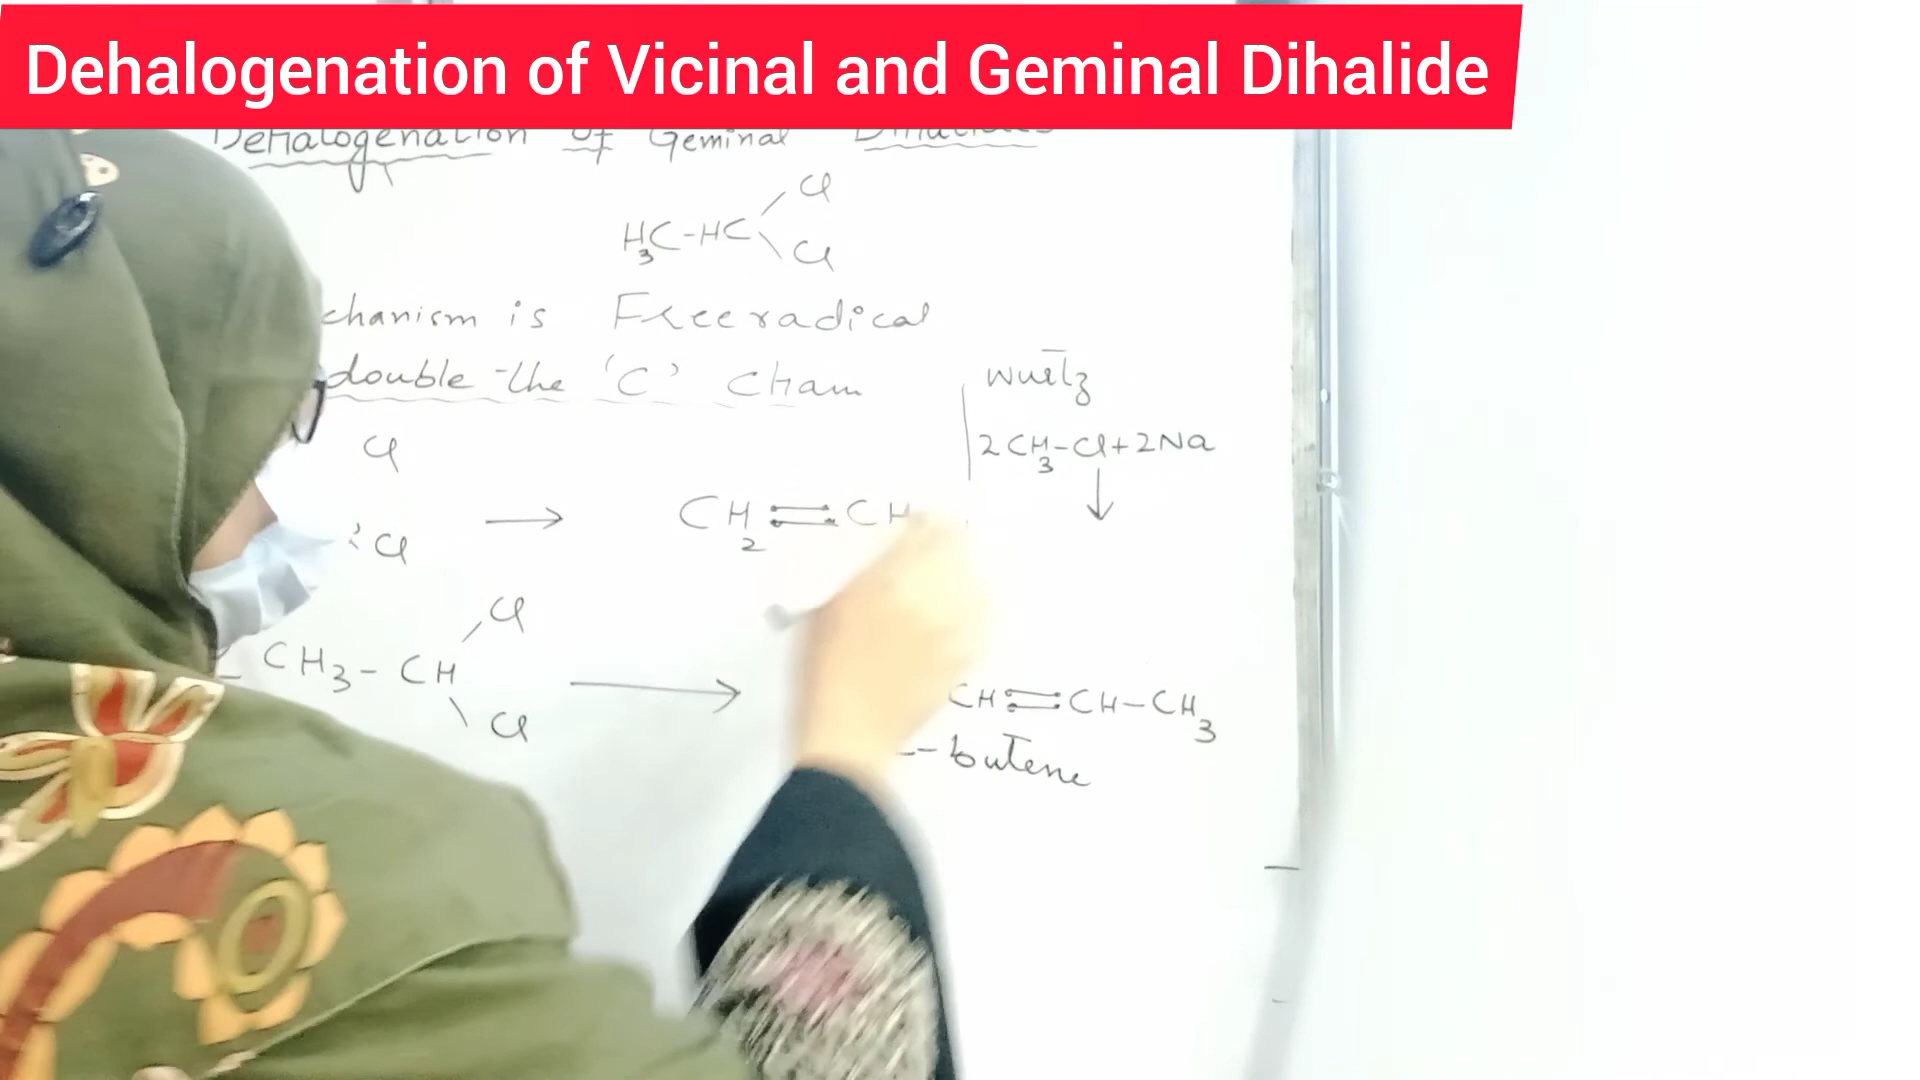 Dehalogenation of Vicinal and Geminal Dihalide
Dehalogenation of Geminal Dihalides
Cl
H3C-HC
Cl
chanism is Free radical
double the 'C' Chain
Wurtz
2CH3-Cl+2Na
Cl
CH2=CH
Cl
Cl
CH3-CH
Cl
CH=CH-CH3
-butene